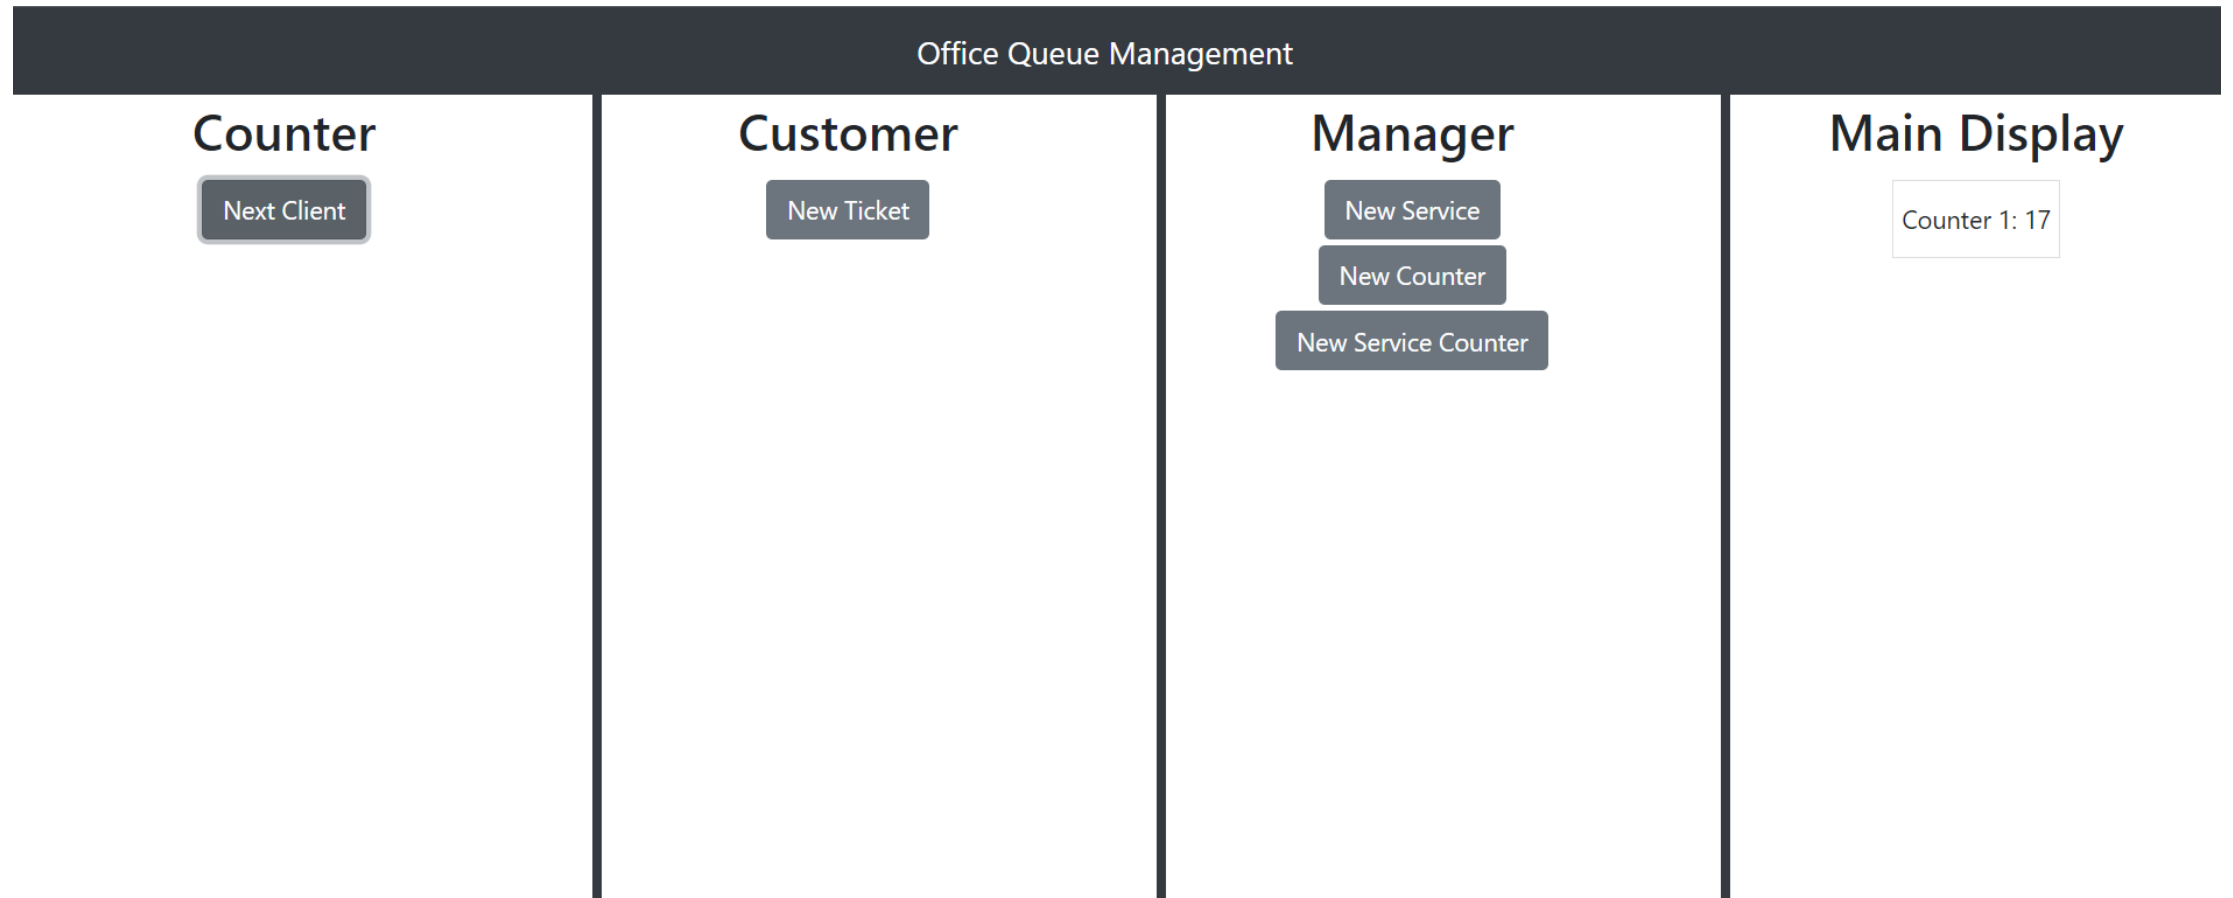 Office Queue Management
Counter
Next Client
Customer
New Ticket
Manager
New Service
New Counter
New Service Counter
Main Display
Counter 1: 17